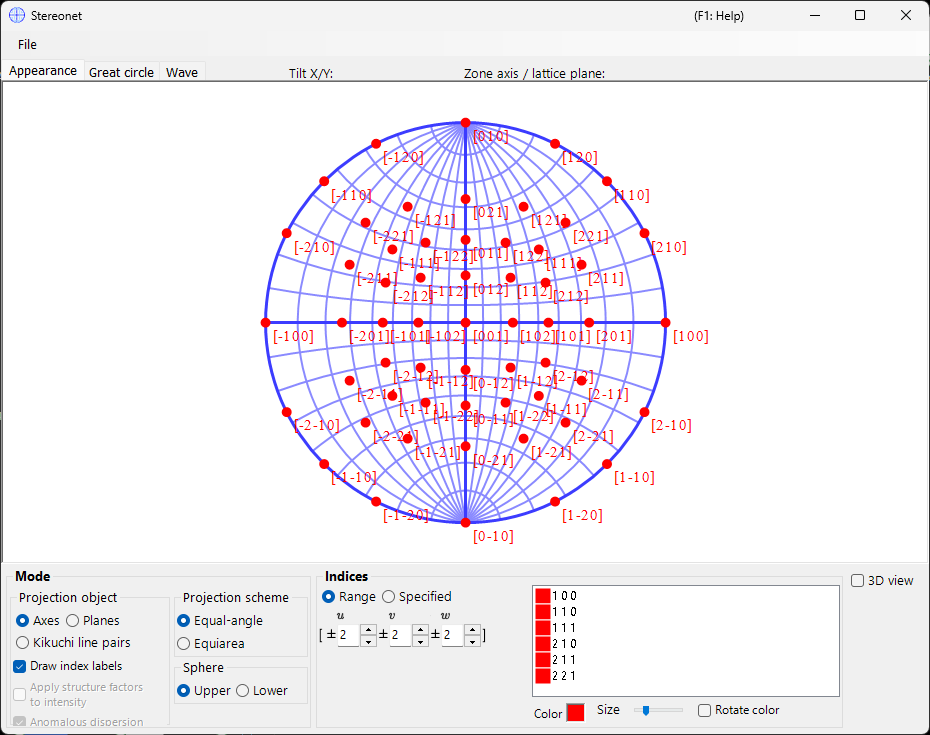 Stereonet
(F1: Help)
File
Appearance
Great circle
Wave
Tilt X/Y:
Zone axis / lattice plane:
[010]
[-120] [120]
[-110] [110]
[-121] [021] [121]
[-221] [221]
[-210] [-122] [011] [122] [210]
[-111] [111]
[-211] [211]
[-212] [-112] [012] [112] [212]
[-100] [-201] [-101] [-102] [001] [102] [101] [201] [100]
[-2-12] [-1-12] [0-12] [1-12] [2-12]
[-2-11] [2-11]
[-1-11] [1-11]
[-2-10] [-1-22] [0-11] [1-22] [2-10]
[-2-21] [2-21]
[-1-21] [0-21] [1-21]
[-1-10] [1-10]
[-1-20] [1-20]
[0-10]
Mode
Projection object
Axes Planes
Kikuchi line pairs
Draw index labels
Apply structure factors
to intensity
Anomalous dispersion
Projection scheme
Equal-angle
Equiarea
Sphere
Upper Lower
Indices
Range Specified
u v w
[ ± 2 ± 2 ± 2 ]
1 0 0
1 1 0
1 1 1
2 1 0
2 1 1
2 2 1
Color
Size
Rotate color
3D view